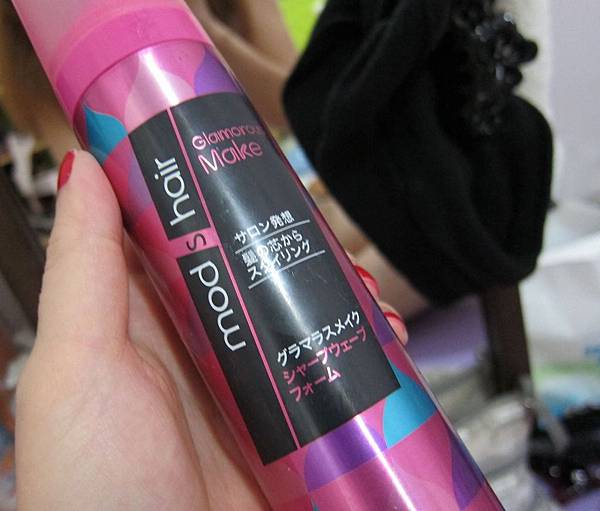 mod s hair
Glamorous
Make
サロン発想
髪の芯から
スタイリング
グラマラスメイク
シャープウェーブ
フォーム